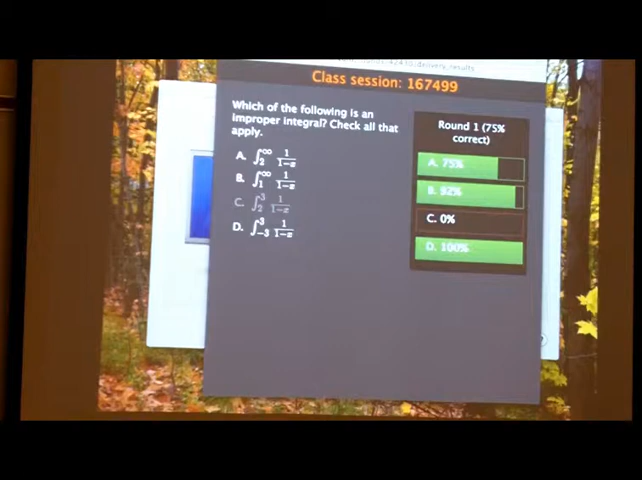 Class session: 167499
Which of the following is an
improper integral? Check all that
apply.
A. ∫₂^∞ 1/(1−x)
B. ∫₁^∞ 1/(1−x)
C. ∫₂^3 1/(1−x)
D. ∫₋₃^3 1/(1−x)
Round 1 (75%
correct)
A. 75%
B. 92%
C. 0%
D. 100%